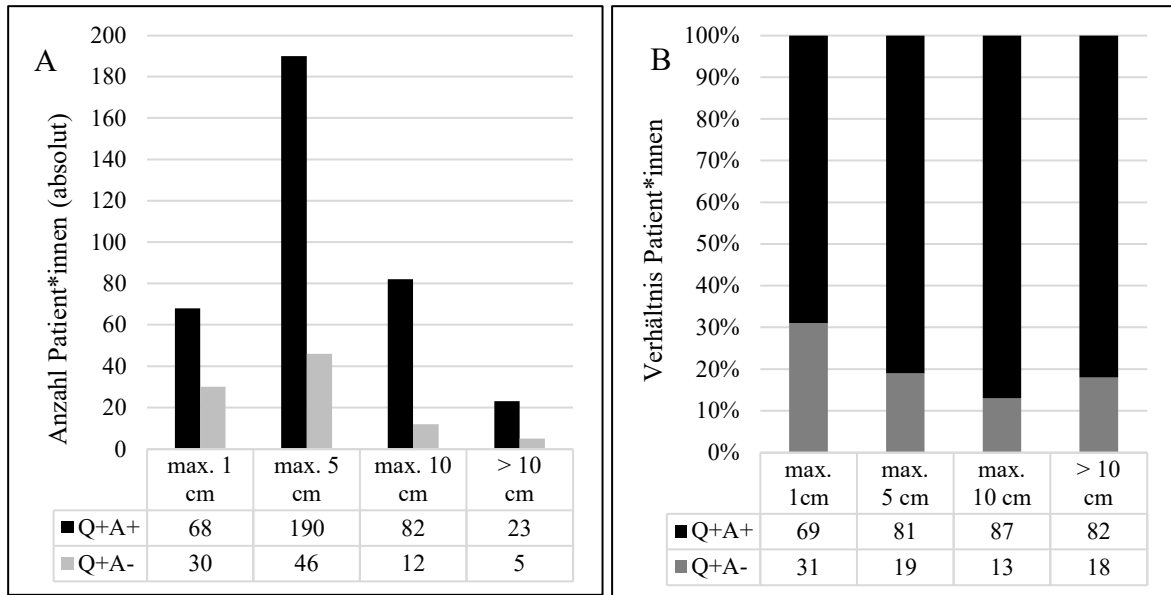 A
Anzahl Patient*innen (absolut)
200
180
160
140
120
100
80
60
40
20
0
max. 1 cm
max. 5 cm
max. 10 cm
> 10 cm
Q+A+ 68 190 82 23
Q+A- 30 46 12 5
B
Verhältnis Patient*innen
100%
90%
80%
70%
60%
50%
40%
30%
20%
10%
0%
max. 1cm
max. 5 cm
max. 10 cm
> 10 cm
Q+A+ 69 81 87 82
Q+A- 31 19 13 18